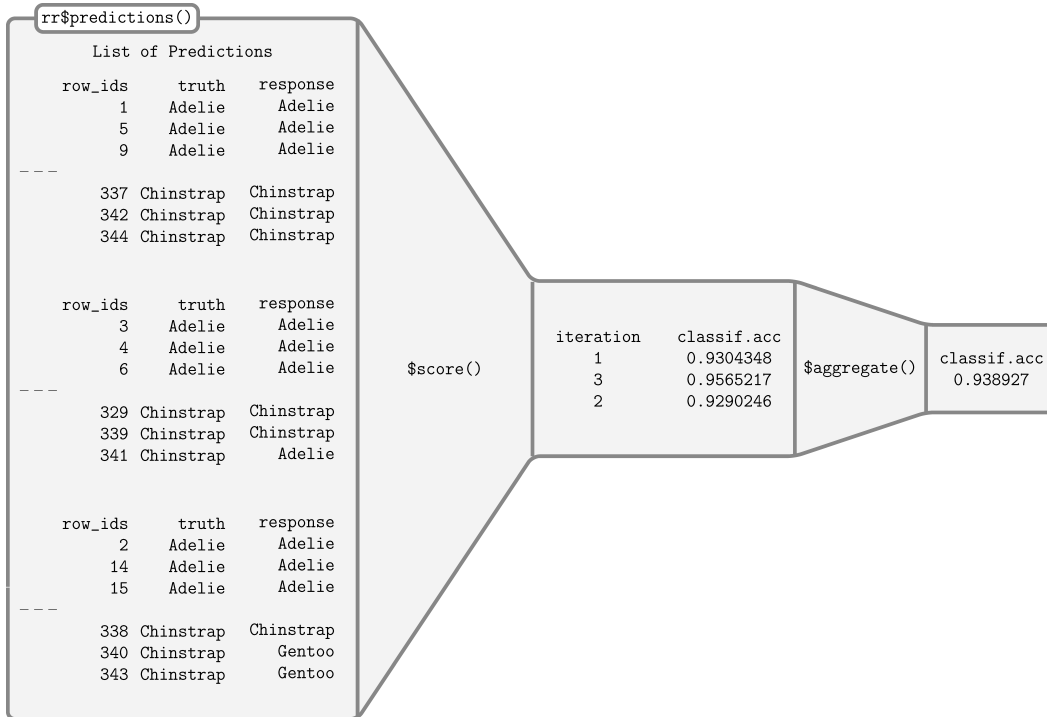 rr$predictions()
List of Predictions
row_ids truth response
1 Adelie Adelie
5 Adelie Adelie
9 Adelie Adelie
---
337 Chinstrap Chinstrap
342 Chinstrap Chinstrap
344 Chinstrap Chinstrap
row_ids truth response
3 Adelie Adelie
4 Adelie Adelie
6 Adelie Adelie
---
329 Chinstrap Chinstrap
339 Chinstrap Chinstrap
341 Chinstrap Adelie
row_ids truth response
2 Adelie Adelie
14 Adelie Adelie
15 Adelie Adelie
---
338 Chinstrap Chinstrap
340 Chinstrap Gentoo
343 Chinstrap Gentoo
$score()
iteration classif.acc
1 0.9304348
3 0.9565217
2 0.9290246
$aggregate()
classif.acc
0.938927